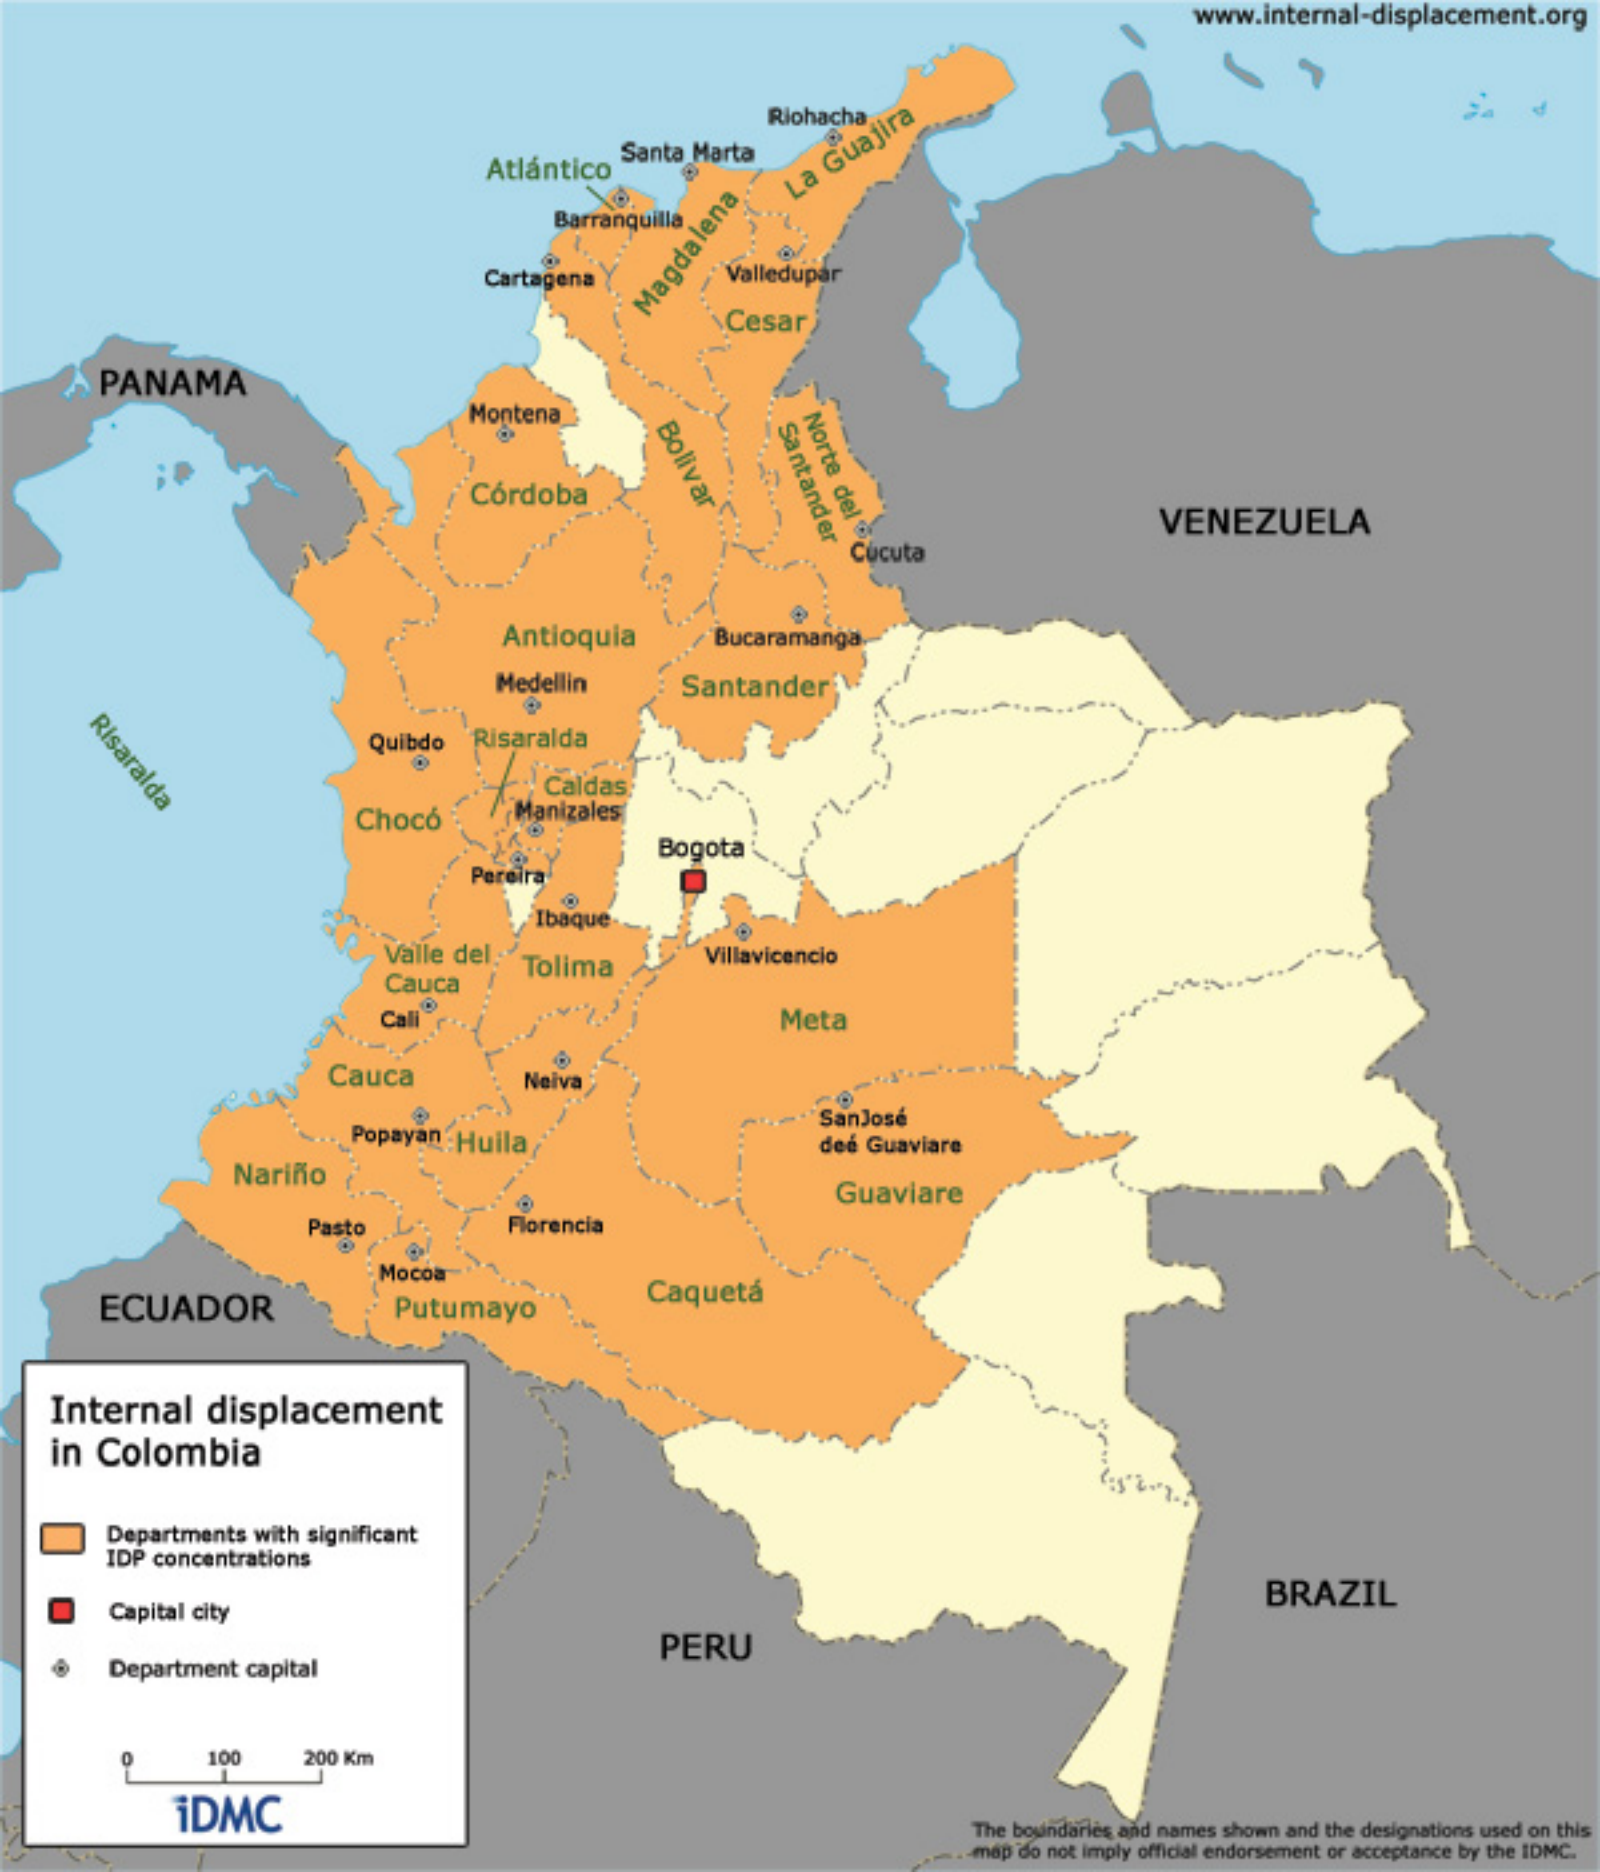 www.internal-displacement.org
Riohacha
La Guajira
Santa Marta
Atlántico
Barranquilla
Magdalena
Cartagena
Valledupar
Cesar
PANAMA
Montena
Norte del
Santander
Bolivar
Córdoba
VENEZUELA
Cúcuta
Antioquia
Bucaramanga
Medellin
Santander
Risaralda
Quibdo
Risaralda
Caldas
Manizales
Chocó
Bogota
Pereira
Ibaque
Valle del
Cauca
Tolima
Villavicencio
Cali
Meta
Cauca
Neiva
SanJosé
deé Guaviare
Popayan
Huila
Nariño
Guaviare
Pasto
Florencia
Mocoa
Caquetá
ECUADOR
Putumayo
Internal displacement
in Colombia
Departments with significant
IDP concentrations
Capital city
Department capital
0 100 200 Km
iDMC
PERU
BRAZIL
The boundaries and names shown and the designations used on this
map do not imply official endorsement or acceptance by the IDMC.